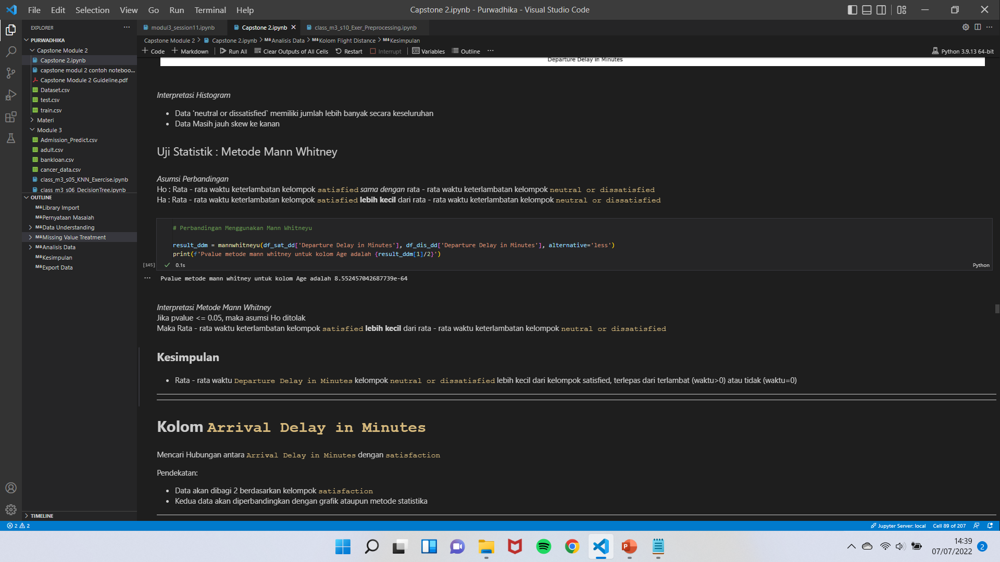 File Edit Selection View Go Run Terminal Help
Capstone 2.ipynb - Purwadhika - Visual Studio Code
EXPLORER
PURWADHIKA
Capstone Module 2
Capstone 2.ipynb
capstone modul 2 contoh noteboo...
Capstone Module 2 Guideline.pdf
Dataset.csv
test.csv
train.csv
Materi
Module 3
Admission_Predict.csv
adult.csv
bankloan.csv
cancer_data.csv
class_m3_s05_KNN_Exercise.ipynb
class_m3_s06_DecisionTree.ipynb
OUTLINE
M↓Library Import
M↓Pernyataan Masalah
M↓Data Understanding
M↓Missing Value Treatment
M↓Analisis Data
M↓Kesimpulan
M↓Export Data
TIMELINE
modul3_session11.ipynb Capstone 2.ipynb class_m3_s10_Exer_Preprocessing.ipynb
Capstone Module 2 > Capstone 2.ipynb > M↓Analisis Data > M↓Kolom Flight Distance > M↓Kesimpulan
+ Code + Markdown Run All Clear Outputs of All Cells Restart Interrupt Variables Outline ...
Python 3.9.13 64-bit
Departure Delay in Minutes
Interpretasi Histogram
• Data 'neutral or dissatisfied` memiliki jumlah lebih banyak secara keseluruhan
• Data Masih jauh skew ke kanan
Uji Statistik : Metode Mann Whitney
Asumsi Perbandingan
Ho : Rata - rata waktu keterlambatan kelompok satisfied sama dengan rata - rata waktu keterlambatan kelompok neutral or dissatisfied
Ha : Rata - rata waktu keterlambatan kelompok satisfied lebih kecil dari rata - rata waktu keterlambatan kelompok neutral or dissatisfied
# Perbandingan Menggunakan Mann Whitneyu
result_ddm = mannwhitneyu(df_sat_dd['Departure Delay in Minutes'], df_dis_dd['Departure Delay in Minutes'], alternative='less')
print(f'Pvalue metode mann whitney untuk kolom Age adalah {result_ddm[1]/2}')
[145] 0.1s
Python
... Pvalue metode mann whitney untuk kolom Age adalah 8.552457042687739e-64
Interpretasi Metode Mann Whitney
Jika pvalue <= 0.05, maka asumsi Ho ditolak
Maka Rata - rata waktu keterlambatan kelompok satisfied lebih kecil dari rata - rata waktu keterlambatan kelompok neutral or dissatisfied
Kesimpulan
• Rata - rata waktu Departure Delay in Minutes kelompok neutral or dissatisfied lebih kecil dari kelompok satisfied, terlepas dari terlambat (waktu>0) atau tidak (waktu=0)
Kolom Arrival Delay in Minutes
Mencari Hubungan antara Arrival Delay in Minutes dengan satisfaction
Pendekatan:
• Data akan dibagi 2 berdasarkan kelompok satisfaction
• Kedua data akan diperbandingkan dengan grafik ataupun metode statistika
2 2
Jupyter Server: local Cell 89 of 207
14:39
07/07/2022 2